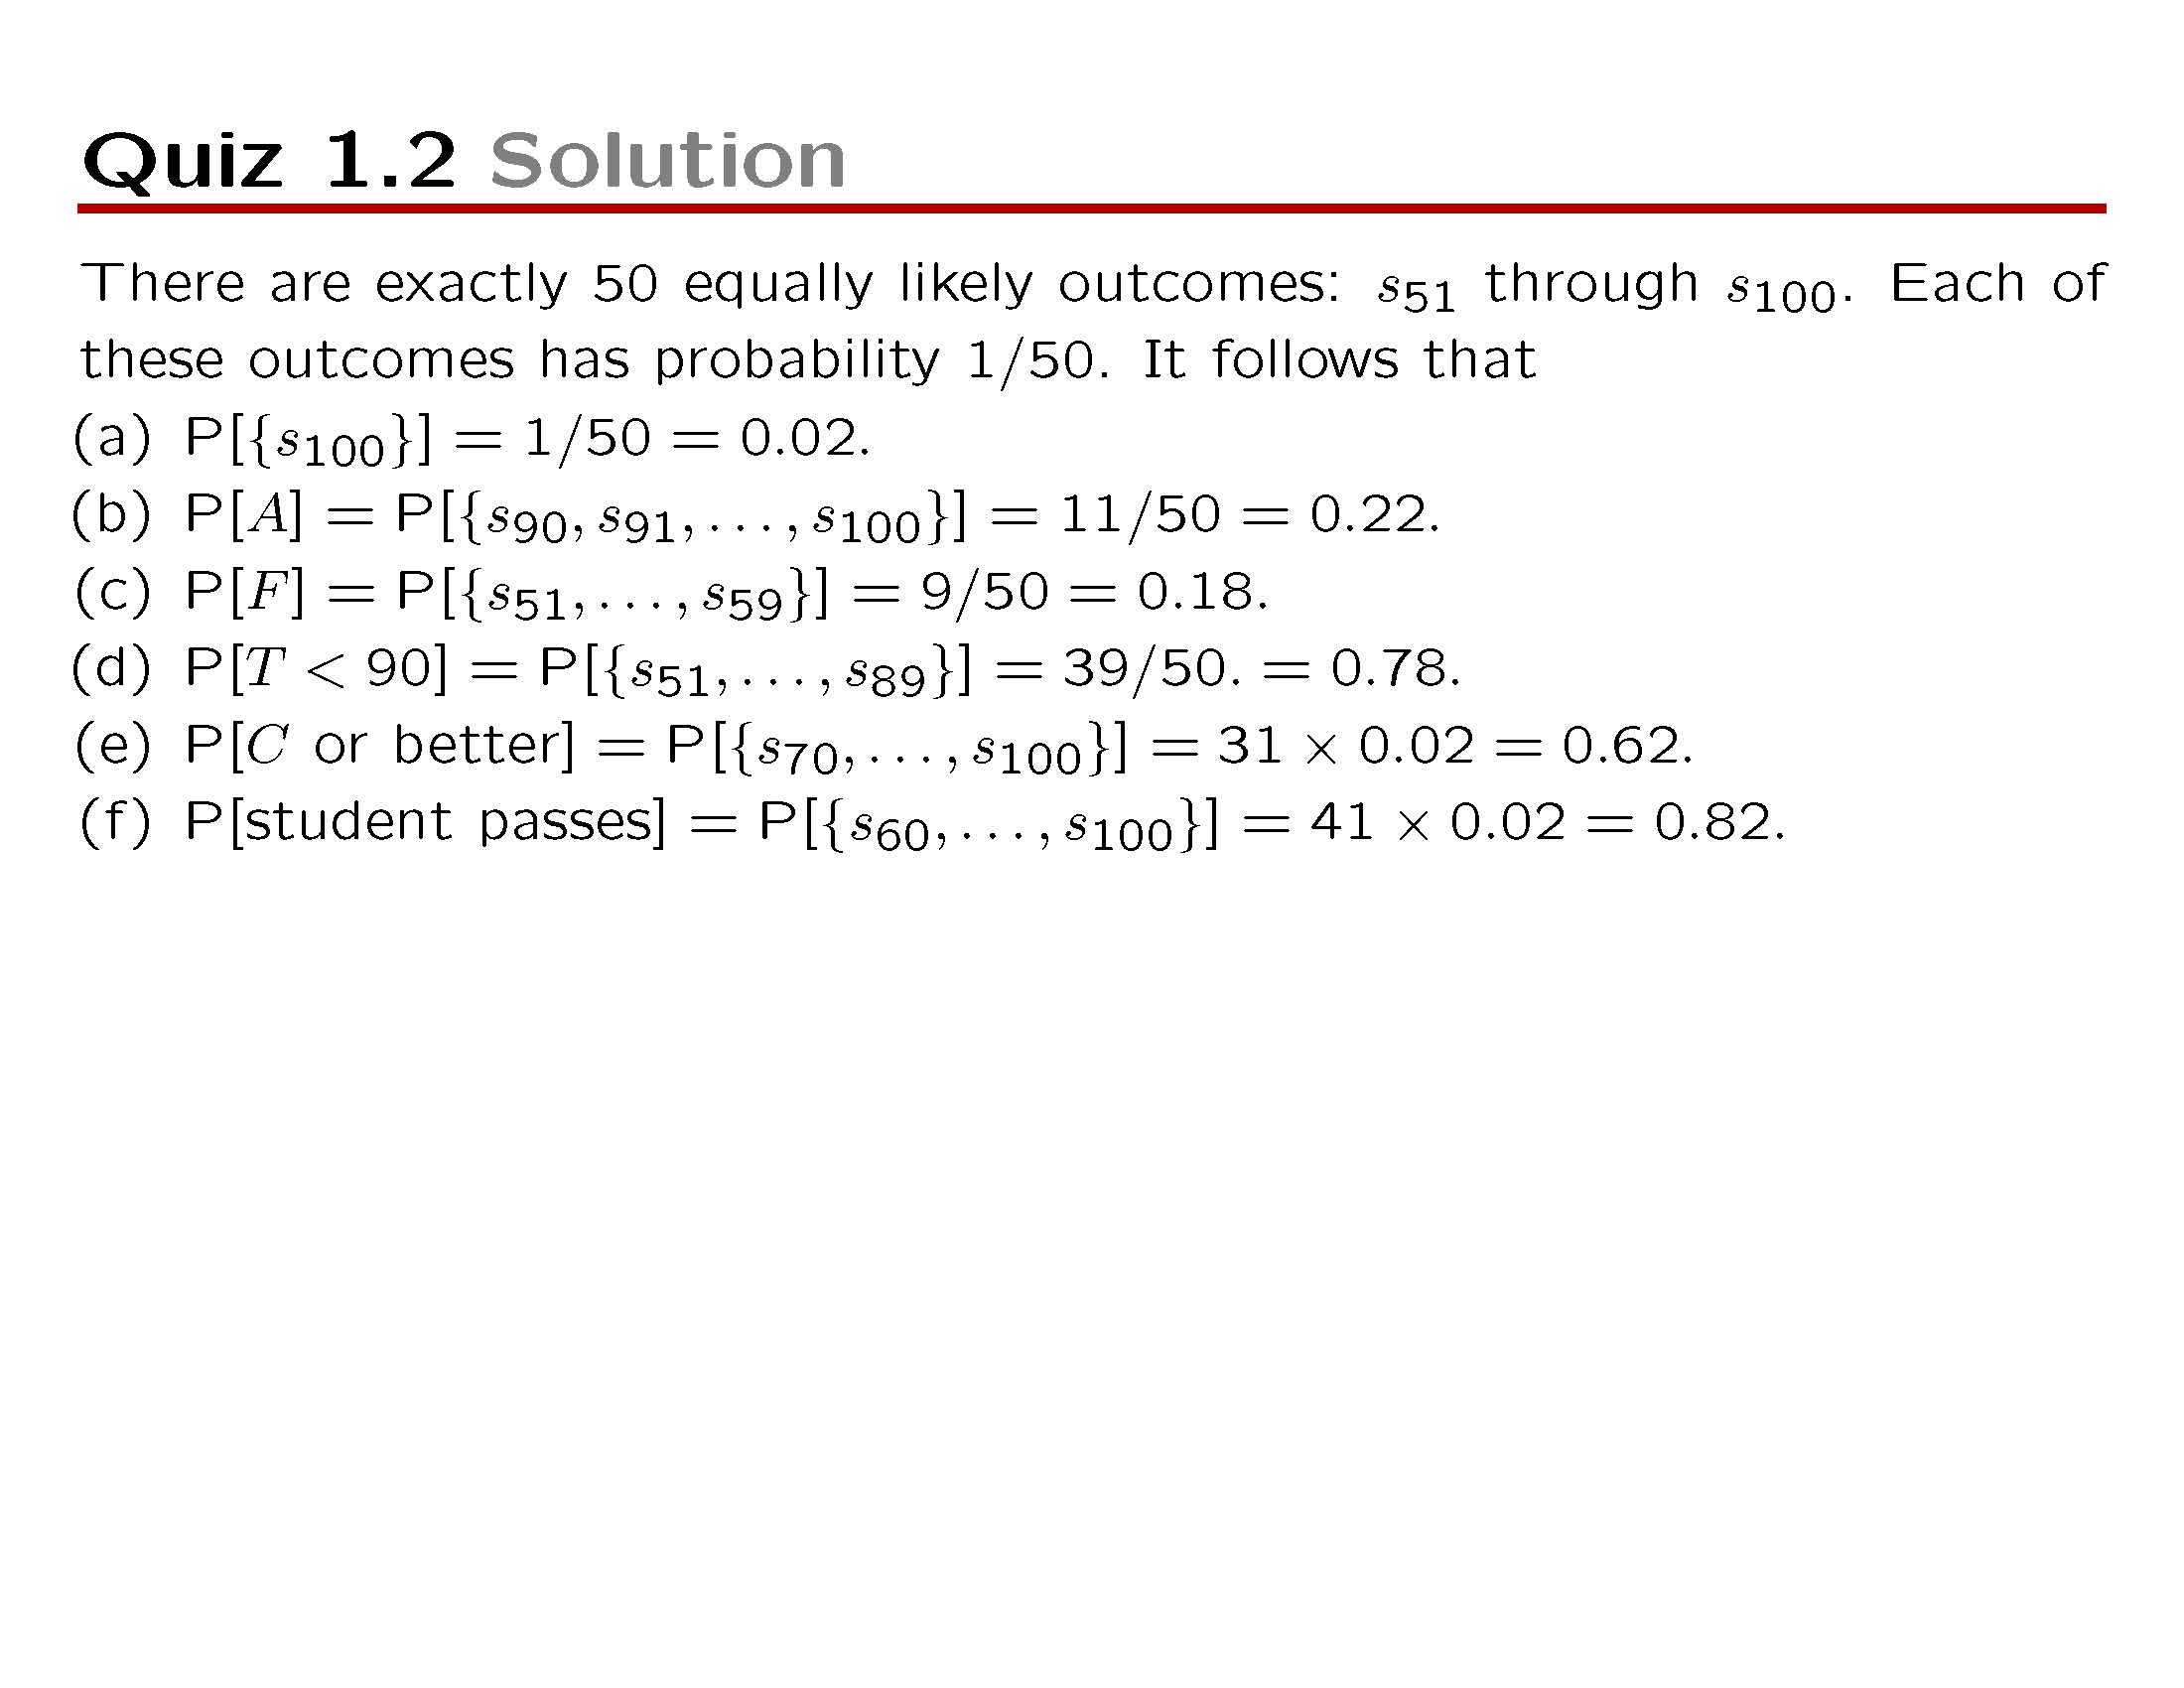 Quiz 1.2 Solution
There are exactly 50 equally likely outcomes: s51 through s100. Each of
these outcomes has probability 1/50. It follows that
(a) P[{s100}] = 1/50 = 0.02.
(b) P[A] = P[{s90, s91, . . . , s100}] = 11/50 = 0.22.
(c) P[F] = P[{s51, . . . , s59}] = 9/50 = 0.18.
(d) P[T < 90] = P[{s51, . . . , s89}] = 39/50. = 0.78.
(e) P[C or better] = P[{s70, . . . , s100}] = 31 × 0.02 = 0.62.
(f) P[student passes] = P[{s60, . . . , s100}] = 41 × 0.02 = 0.82.